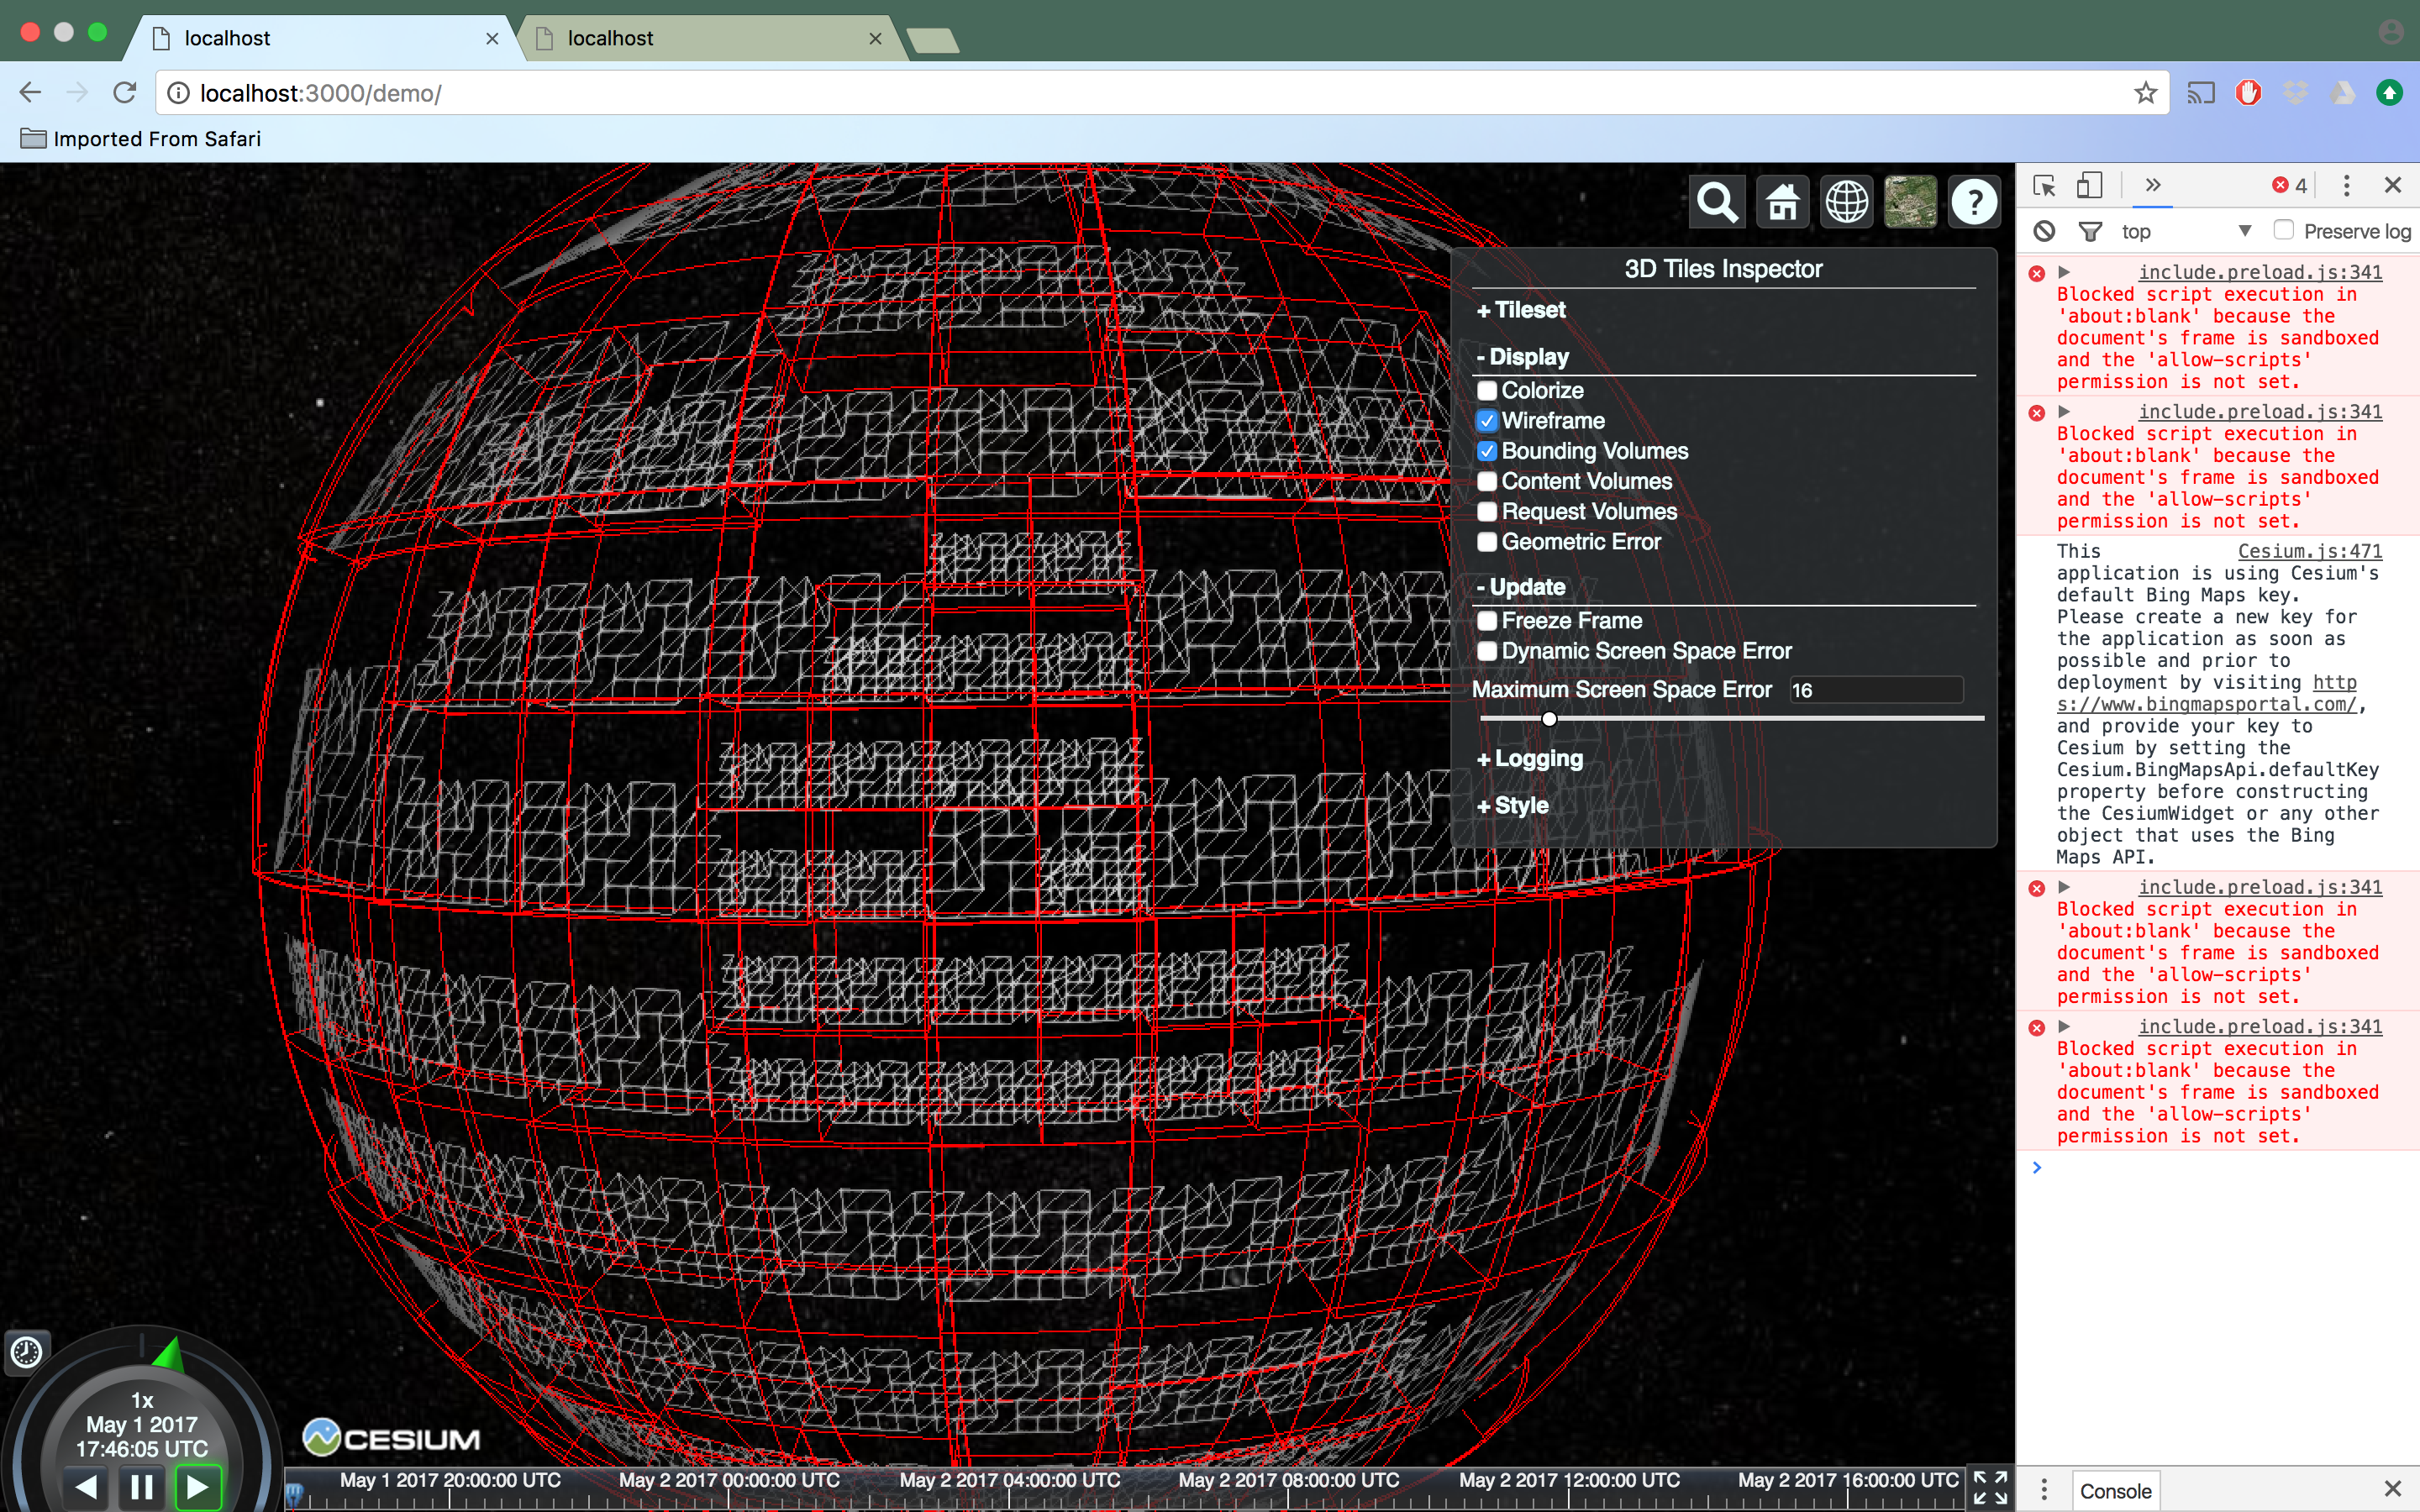 localhost
localhost
localhost:3000/demo/
Imported From Safari
3D Tiles Inspector
+ Tileset
- Display
Colorize
Wireframe
Bounding Volumes
Content Volumes
Request Volumes
Geometric Error
- Update
Freeze Frame
Dynamic Screen Space Error
Maximum Screen Space Error 16
+ Logging
+ Style
4
top Preserve log
include.preload.js:341
Blocked script execution in
'about:blank' because the
document's frame is sandboxed
and the 'allow-scripts'
permission is not set.
include.preload.js:341
Blocked script execution in
'about:blank' because the
document's frame is sandboxed
and the 'allow-scripts'
permission is not set.
This Cesium.js:471
application is using Cesium's
default Bing Maps key.
Please create a new key for
the application as soon as
possible and prior to
deployment by visiting http
s://www.bingmapsportal.com/,
and provide your key to
Cesium by setting the
Cesium.BingMapsApi.defaultKey
property before constructing
the CesiumWidget or any other
object that uses the Bing
Maps API.
include.preload.js:341
Blocked script execution in
'about:blank' because the
document's frame is sandboxed
and the 'allow-scripts'
permission is not set.
include.preload.js:341
Blocked script execution in
'about:blank' because the
document's frame is sandboxed
and the 'allow-scripts'
permission is not set.
1x
May 1 2017
17:46:05 UTC
CESIUM
May 1 2017 20:00:00 UTC May 2 2017 00:00:00 UTC May 2 2017 04:00:00 UTC May 2 2017 08:00:00 UTC May 2 2017 12:00:00 UTC May 2 2017 16:00:00 UTC
Console